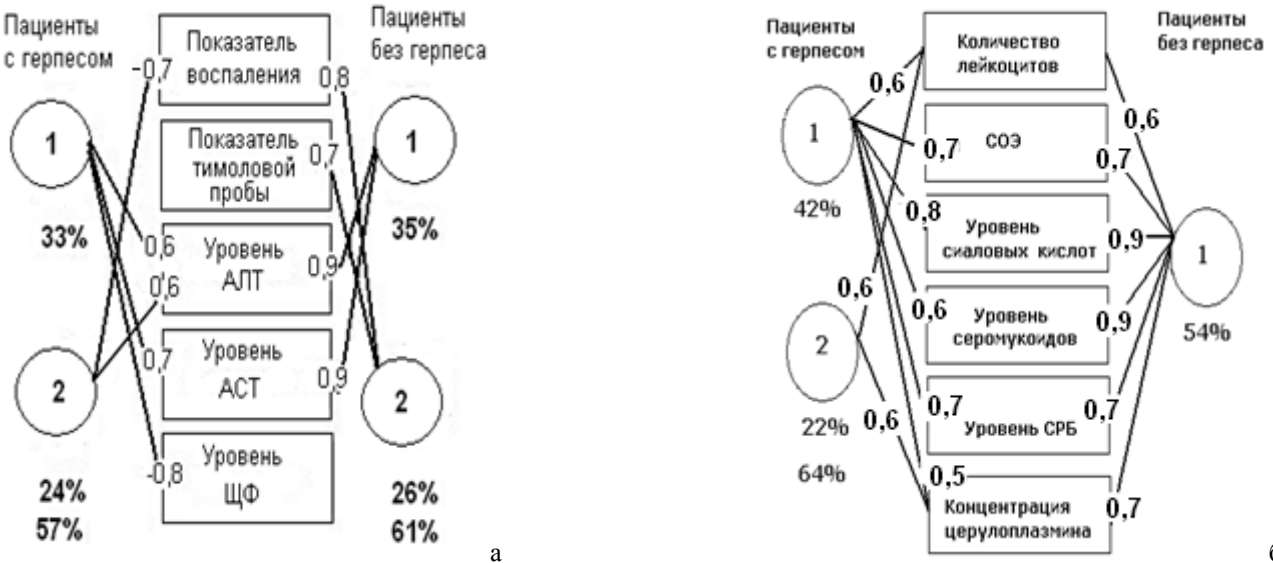 Пациенты
с герпесом
Показатель
воспаления
Пациенты
без герпеса
-0,7
0,8
1
1
Показатель
тимоловой
пробы
0,7
33%
35%
0,6
Уровень
АЛТ
0,9
0,6
2
2
0,7
Уровень
АСТ
0,9
-0,8
Уровень
ЩФ
24%
57%
26%
61%
а
Пациенты
с герпесом
Количество
лейкоцитов
Пациенты
без герпеса
0,6
0,6
1
42%
0,7
СОЭ
0,7
0,8
Уровень
сиаловых кислот
0,9
1
54%
0,6
0,6
Уровень
серомукоидов
0,9
2
22%
64%
0,6
0,7
Уровень СРБ
0,7
0,5
Концентрация
церулоплазмина
0,7